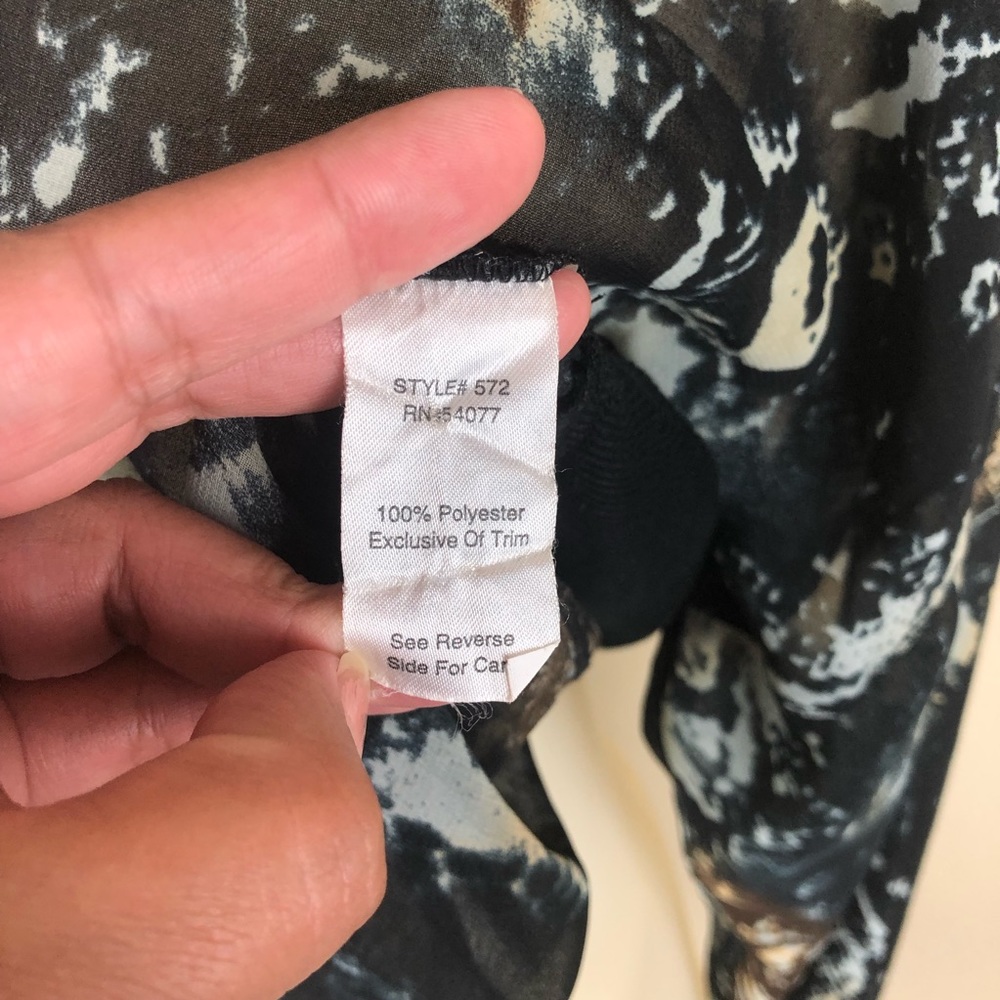 STYLE# 572
RN:54077
100% Polyester
Exclusive Of Trim
See Reverse
Side For Car